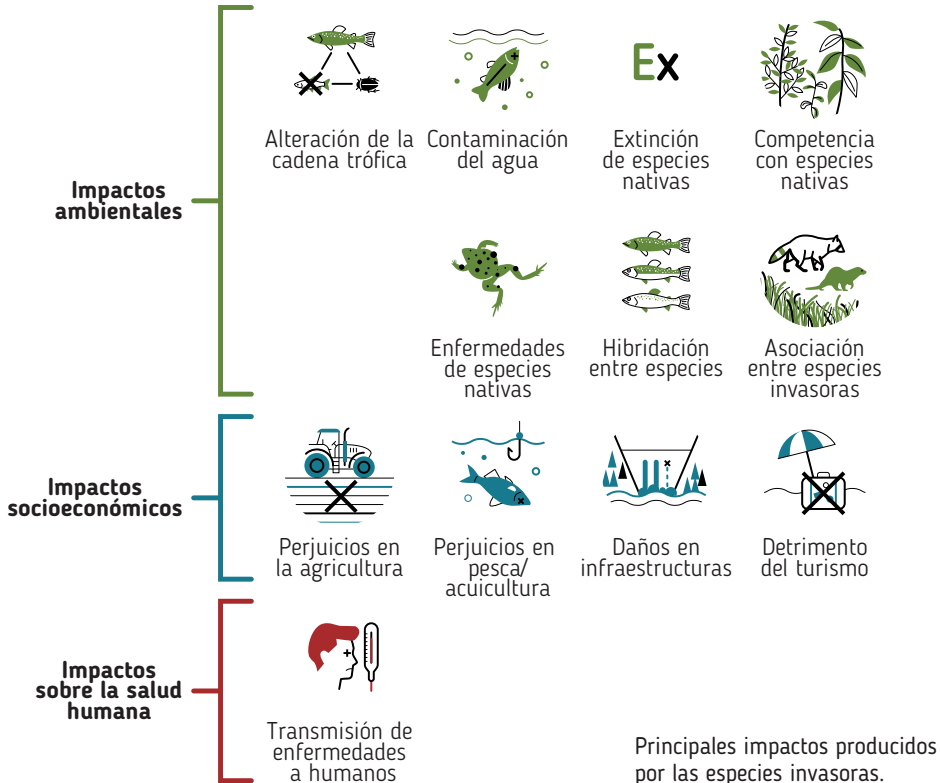 Impactos
ambientales
Alteración de la
cadena trófica
Contaminación
del agua
Ex
Extinción
de especies
nativas
Competencia
con especies
nativas
Enfermedades
de especies
nativas
Hibridación
entre especies
Asociación
entre especies
invasoras
Impactos
socioeconómicos
Perjuicios en
la agricultura
Perjuicios en
pesca/
acuicultura
Daños en
infraestructuras
Detrimento
del turismo
Impactos
sobre la salud
humana
Transmisión de
enfermedades
a humanos
Principales impactos producidos
por las especies invasoras.